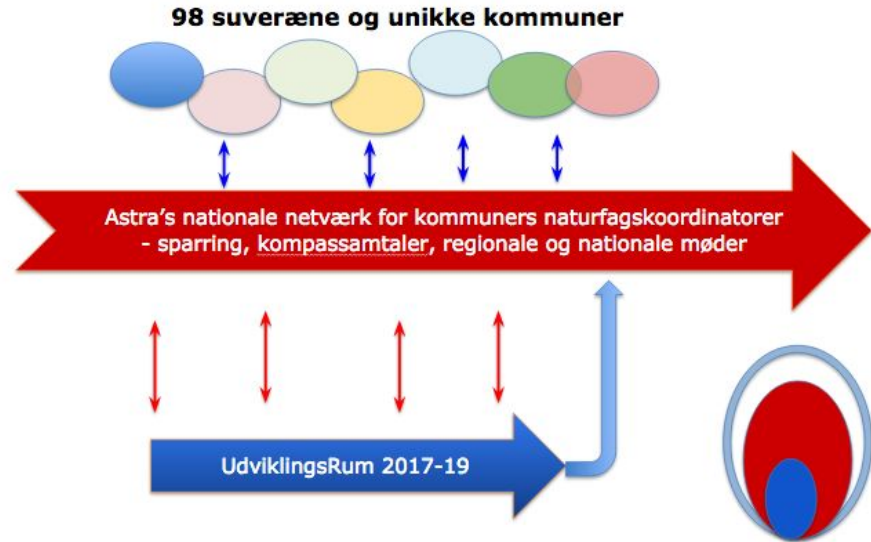 98 suveræne og unikke kommuner
Astra's nationale netværk for kommuners naturfagskoordinatorer
- sparring, kompassamtaler, regionale og nationale møder
UdviklingsRum 2017-19